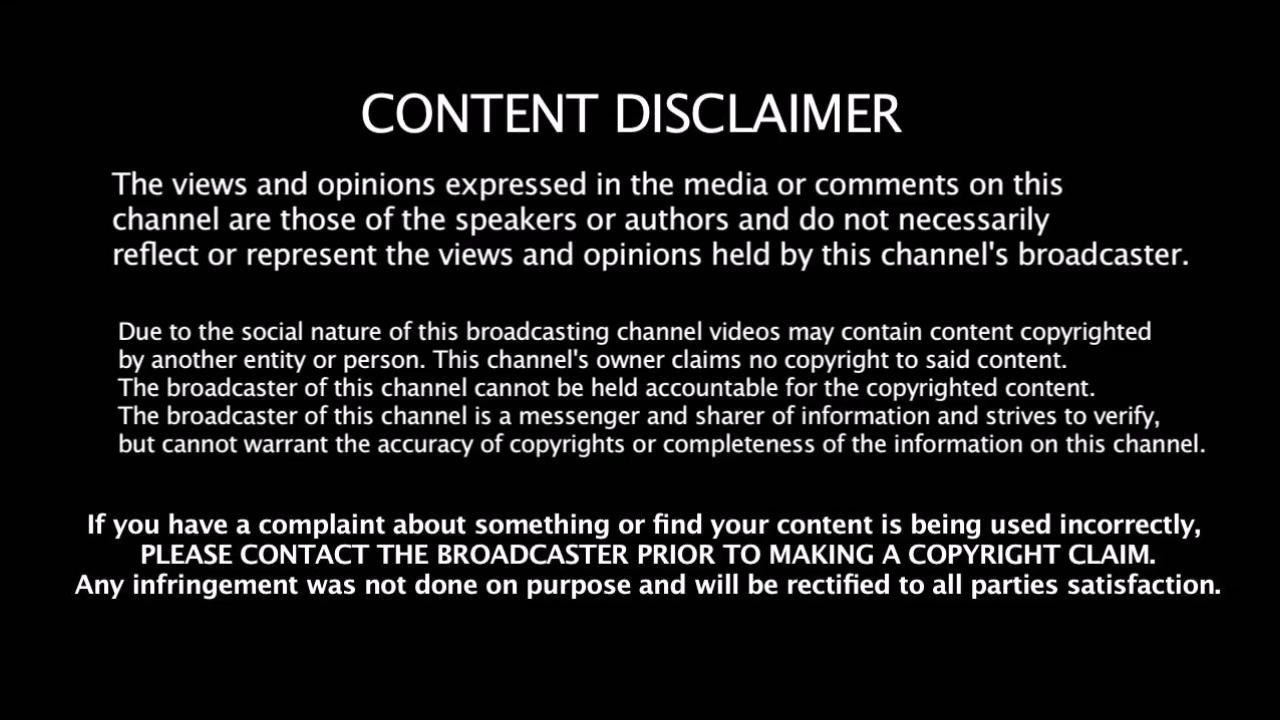 CONTENT DISCLAIMER
The views and opinions expressed in the media or comments on this
channel are those of the speakers or authors and do not necessarily
reflect or represent the views and opinions held by this channel's broadcaster.
Due to the social nature of this broadcasting channel videos may contain content copyrighted
by another entity or person. This channel's owner claims no copyright to said content.
The broadcaster of this channel cannot be held accountable for the copyrighted content.
The broadcaster of this channel is a messenger and sharer of information and strives to verify,
but cannot warrant the accuracy of copyrights or completeness of the information on this channel.
If you have a complaint about something or find your content is being used incorrectly,
PLEASE CONTACT THE BROADCASTER PRIOR TO MAKING A COPYRIGHT CLAIM.
Any infringement was not done on purpose and will be rectified to all parties satisfaction.